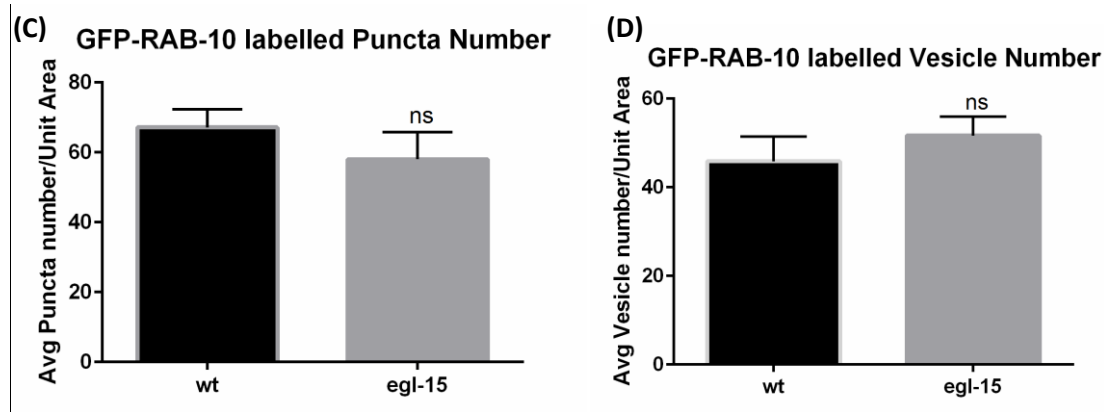 (C)
GFP-RAB-10 labelled Puncta Number
Avg Puncta number/Unit Area
80
60
40
20
0
ns
wt
egl-15
(D)
GFP-RAB-10 labelled Vesicle Number
Avg Vesicle number/Unit Area
60
40
20
0
ns
wt
egl-15